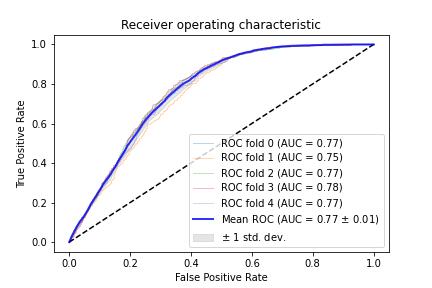 Receiver operating characteristic
True Positive Rate
1.0
0.8
0.6
0.4
0.2
0.0
ROC fold 0 (AUC = 0.77)
ROC fold 1 (AUC = 0.75)
ROC fold 2 (AUC = 0.77)
ROC fold 3 (AUC = 0.78)
ROC fold 4 (AUC = 0.77)
Mean ROC (AUC = 0.77 ± 0.01)
± 1 std. dev.
0.0 0.2 0.4 0.6 0.8 1.0
False Positive Rate